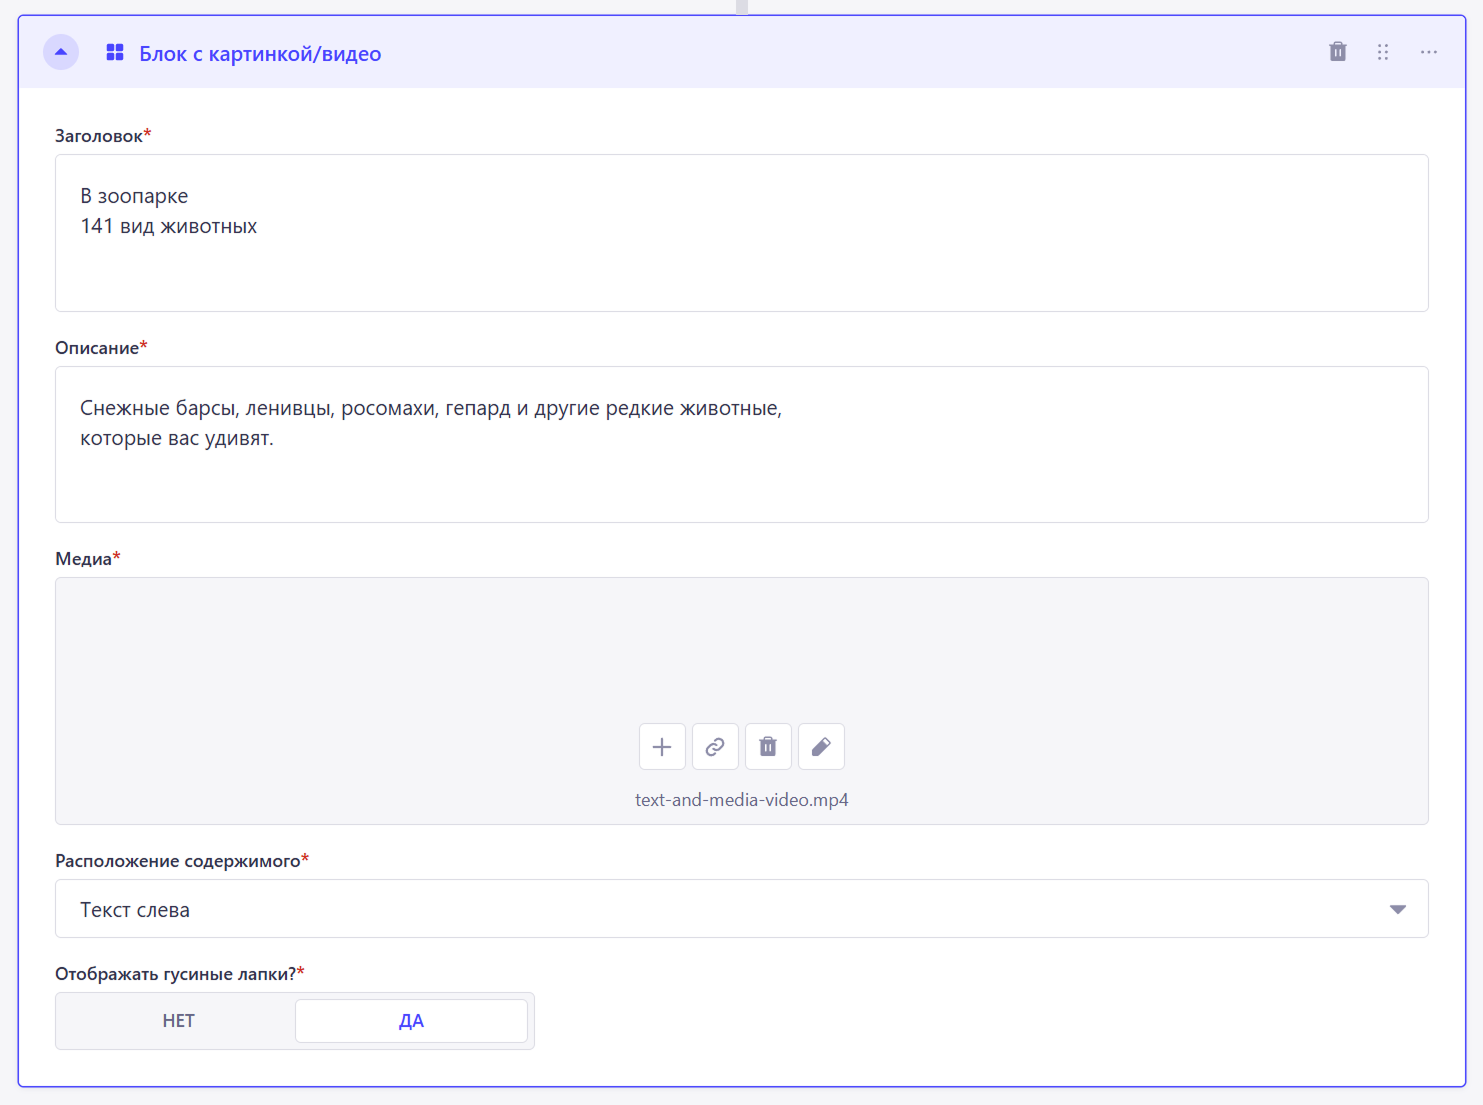 Блок с картинкой/видео
Заголовок*
В зоопарке
141 вид животных
Описание*
Снежные барсы, ленивцы, росомахи, гепард и другие редкие животные,
которые вас удивят.
Медиа*
text-and-media-video.mp4
Расположение содержимого*
Текст слева
Отображать гусиные лапки?*
НЕТ ДА